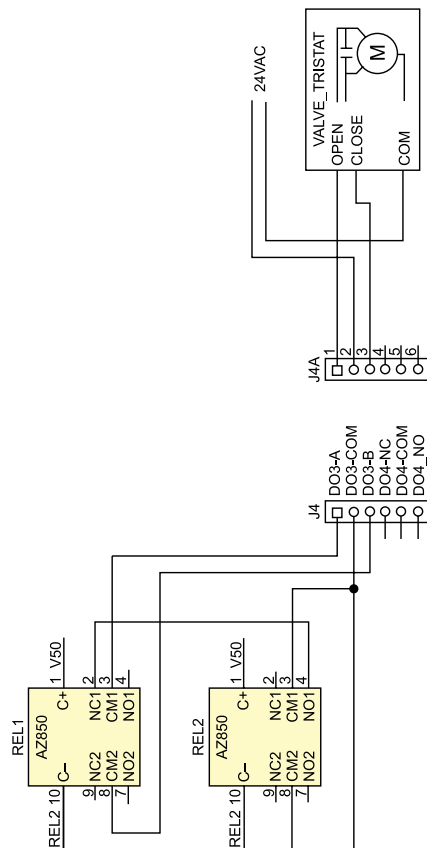 24VAC
VALVE_TRISTAT
M
OPEN
CLOSE
COM
J4A
1
2
3
4
5
6
J4
DO3-A
DO3-COM
DO3-B
DO4-NC
DO4-COM
DO4_NO
REL1
AZ850
REL2 10 C– C+ 1 V50
9 NC2 NC1 2
8 CM2 CM1 3
7 NO2 NO1 4
REL2
AZ850
REL2 10 C– C+ 1 V50
9 NC2 NC1 2
8 CM2 CM1 3
7 NO2 NO1 4